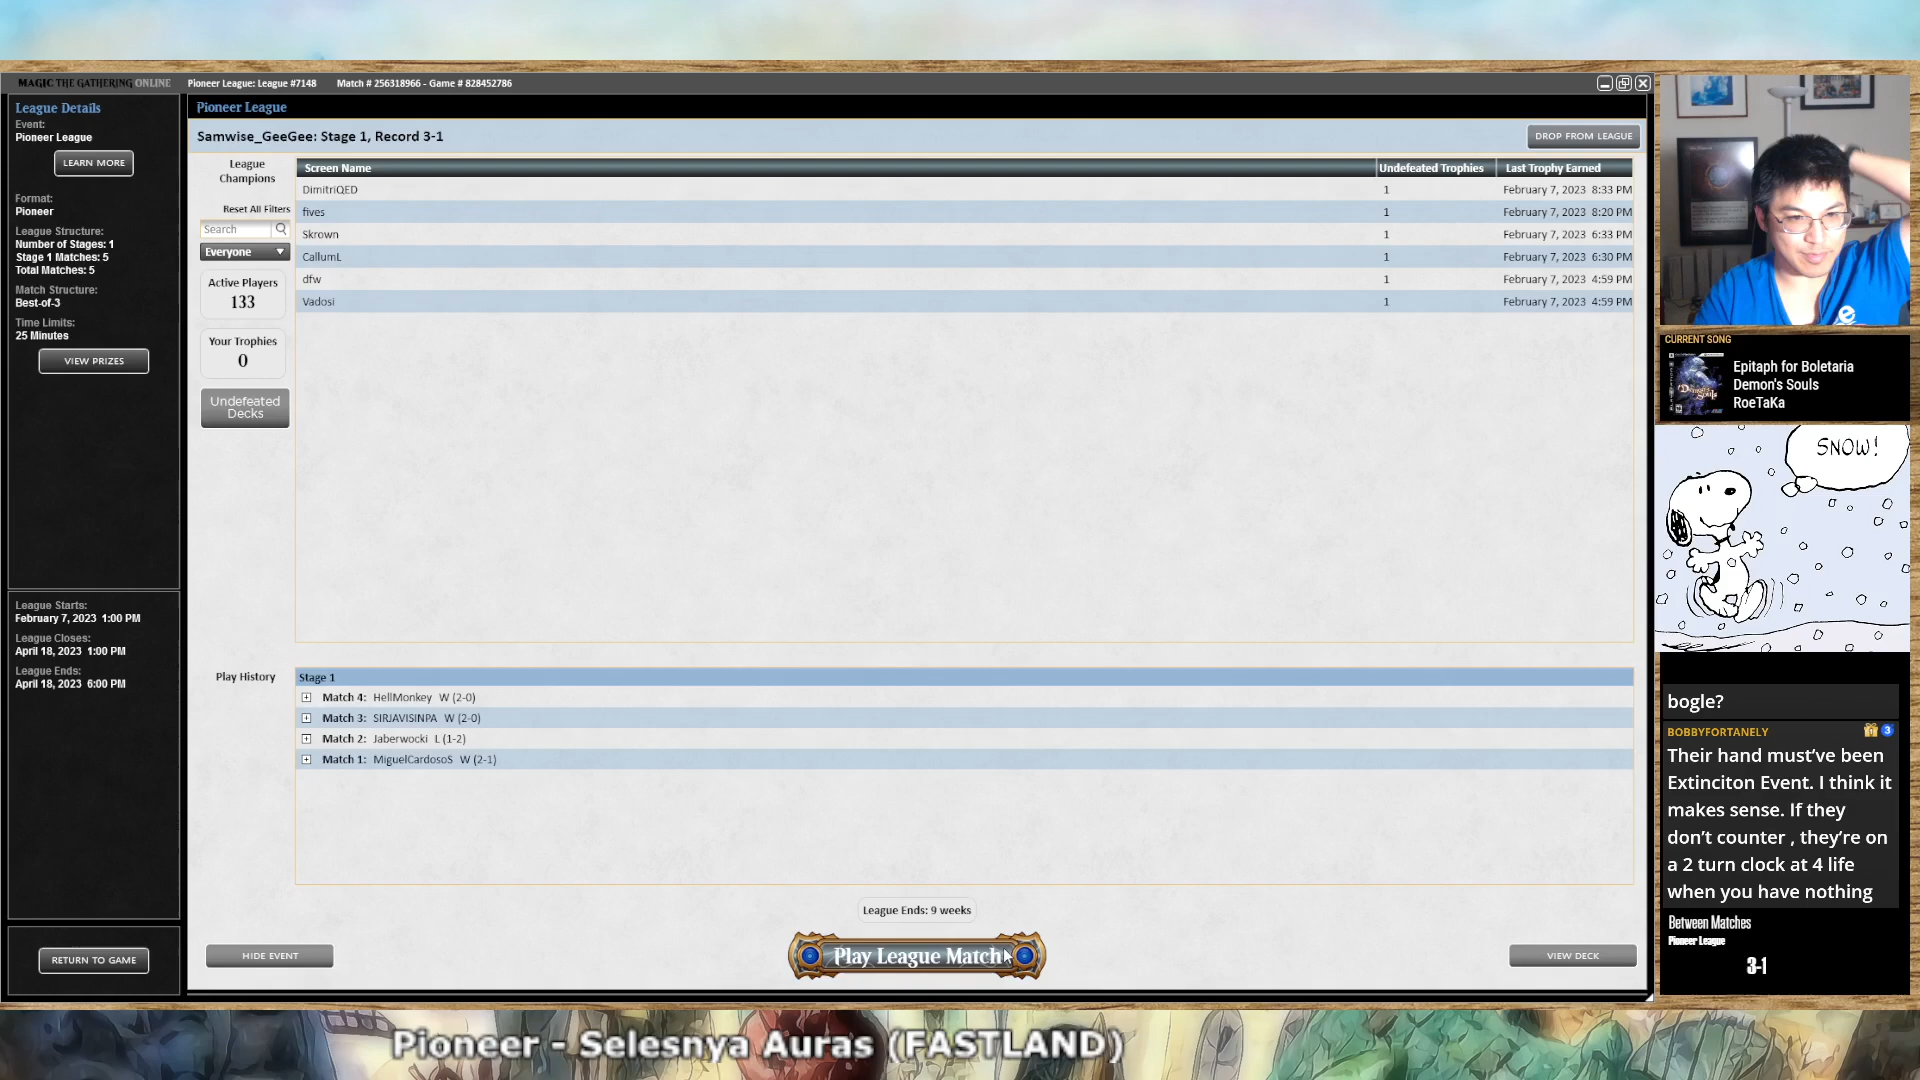 MAGIC THE GATHERING ONLINE
Pioneer League: League #7148
Match # 256318966 - Game # 828452786
League Details
Event:
Pioneer League
LEARN MORE
Format:
Pioneer
League Structure:
Number of Stages: 1
Stage 1 Matches: 5
Total Matches: 5
Match Structure:
Best-of-3
Time Limits:
25 Minutes
VIEW PRIZES
League Starts:
February 7, 2023 1:00 PM
League Closes:
April 18, 2023 1:00 PM
League Ends:
April 18, 2023 6:00 PM
RETURN TO GAME
Pioneer League
Samwise_GeeGee: Stage 1, Record 3-1
DROP FROM LEAGUE
League
Champions
Reset All Filters
Search
Everyone
Active Players
133
Your Trophies
0
Undefeated
Decks
Screen Name Undefeated Trophies Last Trophy Earned
DimitriQED 1 February 7, 2023 8:33 PM
fives 1 February 7, 2023 8:20 PM
Skrown 1 February 7, 2023 6:33 PM
CallumL 1 February 7, 2023 6:30 PM
dfw 1 February 7, 2023 4:59 PM
Vadosi 1 February 7, 2023 4:59 PM
Play History
Stage 1
Match 4: HellMonkey W (2-0)
Match 3: SIRJAVISINPA W (2-0)
Match 2: Jaberwocki L (1-2)
Match 1: MiguelCardosoS W (2-1)
League Ends: 9 weeks
HIDE EVENT
Play League Match
VIEW DECK
CURRENT SONG
Epitaph for Boletaria
Demon's Souls
RoeTaKa
Demon's Souls
SNOW!
bogle?
BOBBYFORTANELY 3
Their hand must've been
Extinciton Event. I think it
makes sense. If they
don't counter , they're on
a 2 turn clock at 4 life
when you have nothing
Between Matches
Pioneer League
3-1
Pioneer - Selesnya Auras (FASTLAND)